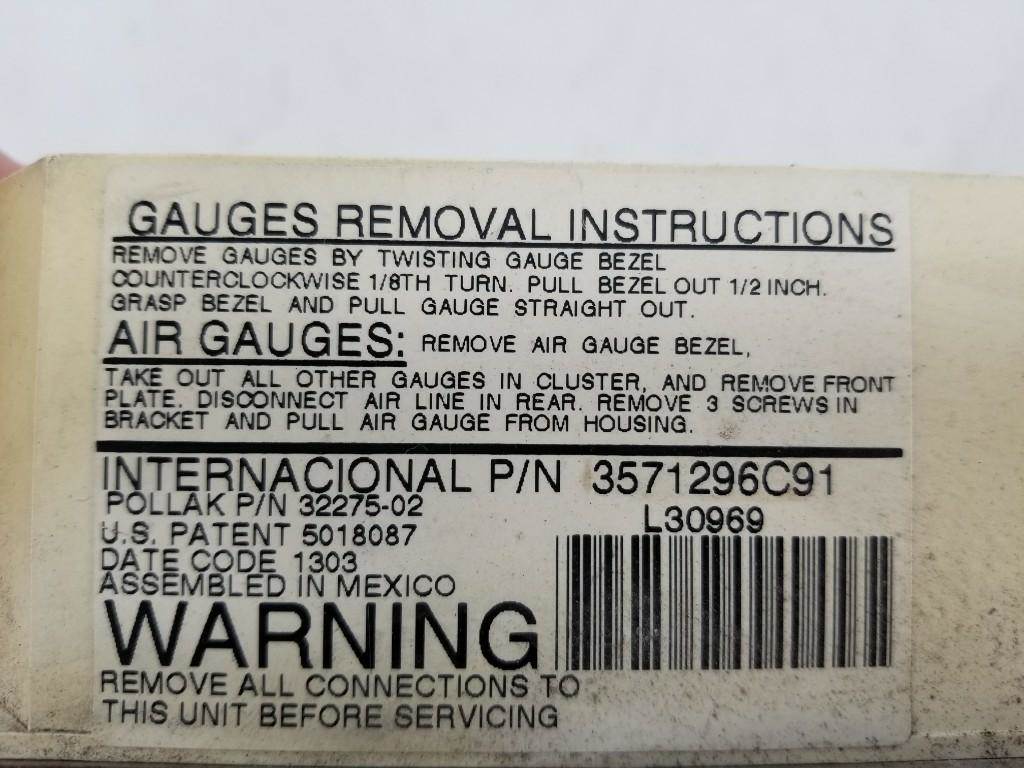 GAUGES REMOVAL INSTRUCTIONS
REMOVE GAUGES BY TWISTING GAUGE BEZEL
COUNTERCLOCKWISE 1/8TH TURN. PULL BEZEL OUT 1/2 INCH.
GRASP BEZEL AND PULL GAUGE STRAIGHT OUT.
AIR GAUGES: REMOVE AIR GAUGE BEZEL,
TAKE OUT ALL OTHER GAUGES IN CLUSTER, AND REMOVE FRONT
PLATE. DISCONNECT AIR LINE IN REAR. REMOVE 3 SCREWS IN
BRACKET AND PULL AIR GAUGE FROM HOUSING.
INTERNACIONAL P/N 3571296C91
POLLAK P/N 32275-02
L30969
U.S. PATENT 5018087
DATE CODE 1303
ASSEMBLED IN MEXICO
WARNING
REMOVE ALL CONNECTIONS TO
THIS UNIT BEFORE SERVICING